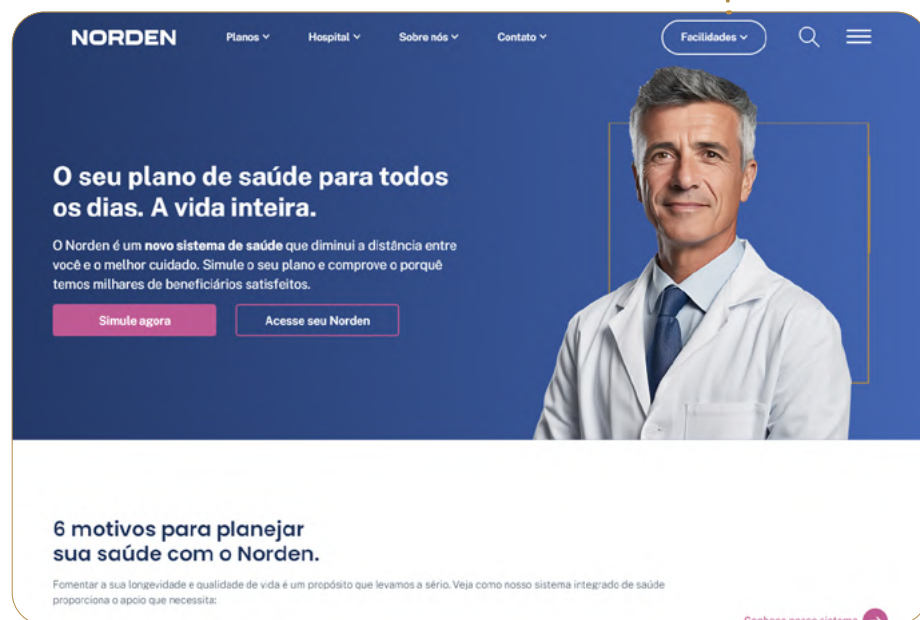 NORDEN
Planos
Hospital
Sobre nós
Contato
Facilidades
O seu plano de saúde para todos
os dias. A vida inteira.
O Norden é um novo sistema de saúde que diminui a distância entre
você e o melhor cuidado. Simule o seu plano e comprove o porquê
temos milhares de beneficiários satisfeitos.
Simule agora
Acesse seu Norden
6 motivos para planejar
sua saúde com o Norden.
Fomentar a sua longevidade e qualidade de vida é um propósito que levamos a sério. Veja como nosso sistema integrado de saúde
proporciona o apoio que necessita:
Conheça nosso sistema